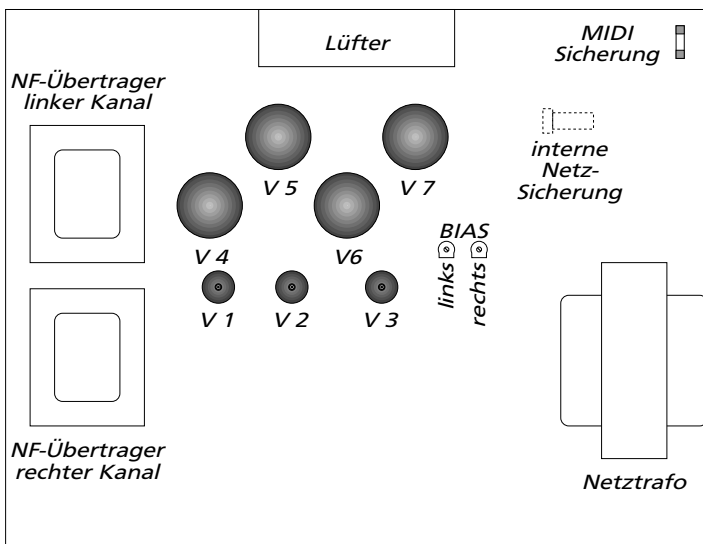 Lüfter
MIDI
Sicherung
NF-Übertrager
linker Kanal
interne
Netz-
Sicherung
V 5
V 7
V 4
V6
BIAS
links
rechts
V 1
V 2
V 3
NF-Übertrager
rechter Kanal
Netztrafo